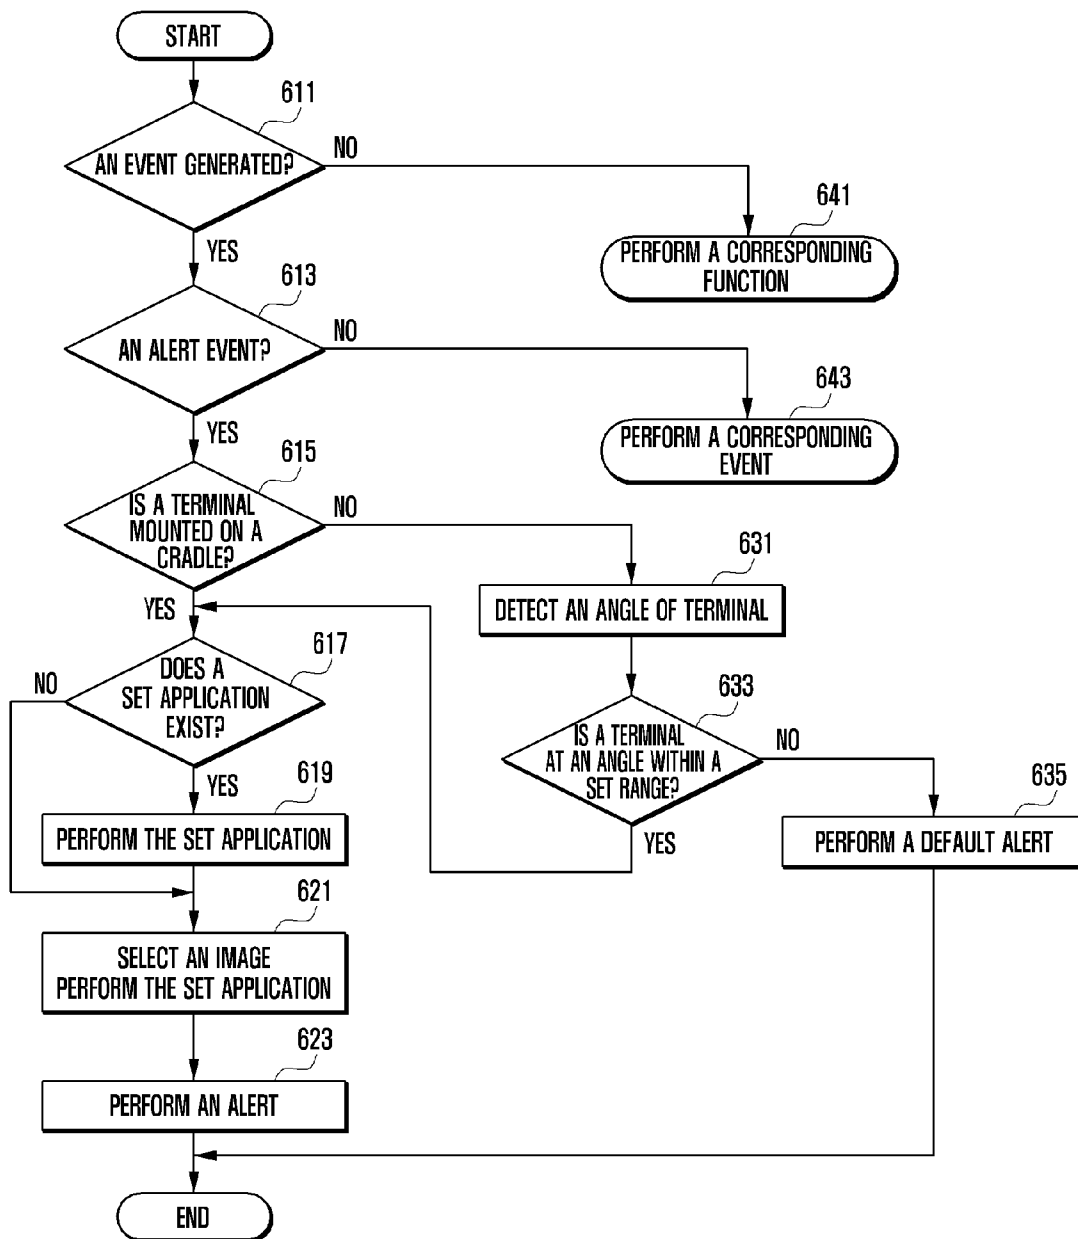 START
611
AN EVENT GENERATED?
NO
641
PERFORM A CORRESPONDING
FUNCTION
YES
613
AN ALERT EVENT?
NO
643
PERFORM A CORRESPONDING
EVENT
YES
615
IS A TERMINAL
MOUNTED ON A
CRADLE?
NO
631
DETECT AN ANGLE OF TERMINAL
YES
617
DOES A
SET APPLICATION
EXIST?
NO
633
IS A TERMINAL
AT AN ANGLE WITHIN A
SET RANGE?
NO
YES
635
PERFORM A DEFAULT ALERT
YES
619
PERFORM THE SET APPLICATION
621
SELECT AN IMAGE
PERFORM THE SET APPLICATION
623
PERFORM AN ALERT
END